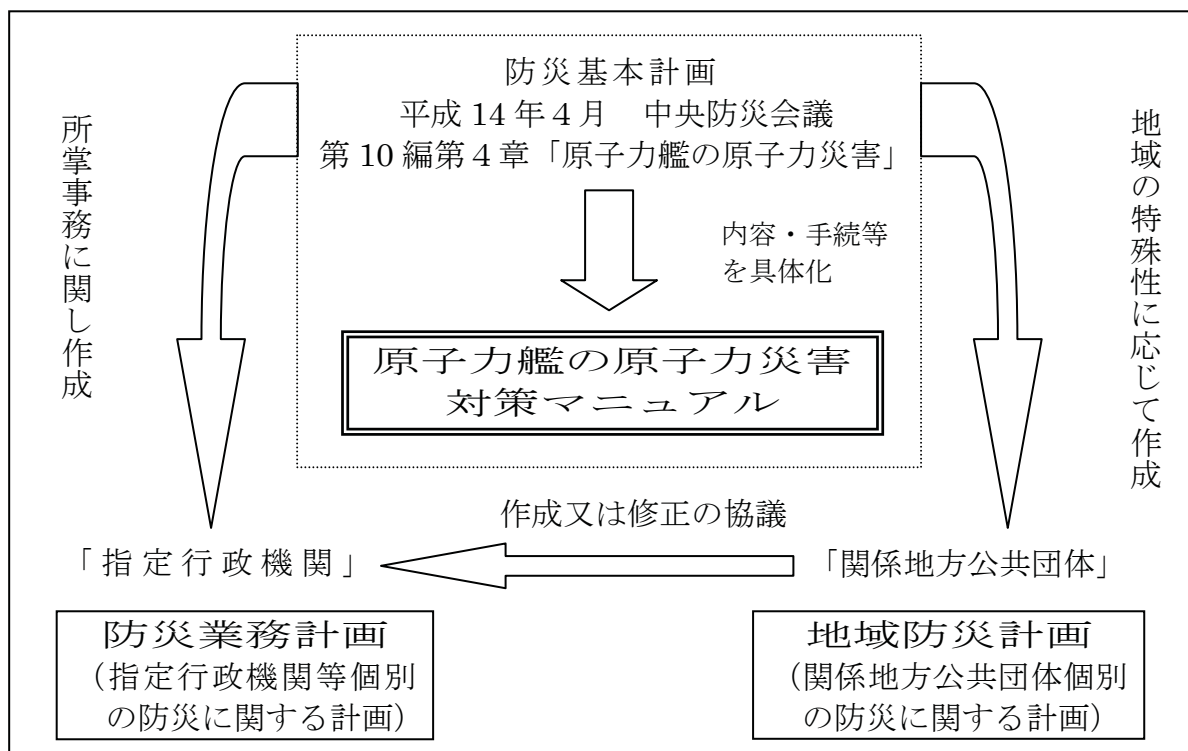 防災基本計画
平成14年4月　中央防災会議
第10編第4章「原子力艦の原子力災害」
所掌事務に関し作成
地域の特殊性に応じて作成
内容・手続等
を具体化
原子力艦の原子力災害
対策マニュアル
作成又は修正の協議
「指定行政機関」
「関係地方公共団体」
防災業務計画
（指定行政機関等個別
の防災に関する計画）
地域防災計画
（関係地方公共団体個別
の防災に関する計画）